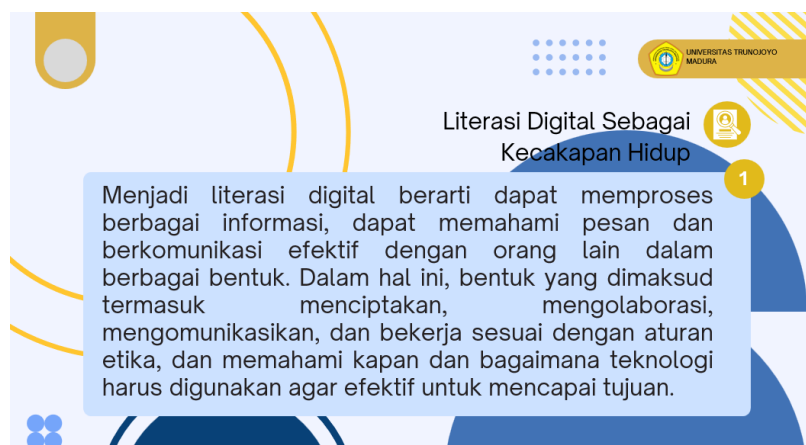 UNIVERSITAS TRUNOJOYO
MADURA
Literasi Digital Sebagai
Kecakapan Hidup
1
Menjadi literasi digital berarti dapat memproses
berbagai informasi, dapat memahami pesan dan
berkomunikasi efektif dengan orang lain dalam
berbagai bentuk. Dalam hal ini, bentuk yang dimaksud
termasuk menciptakan, mengolaborasi,
mengomunikasikan, dan bekerja sesuai dengan aturan
etika, dan memahami kapan dan bagaimana teknologi
harus digunakan agar efektif untuk mencapai tujuan.